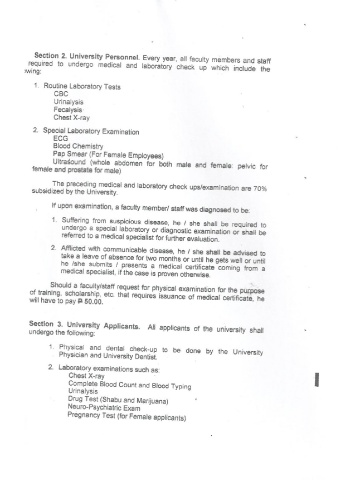 Section 2. University Personnel. Every year, all faculty members and staff
required to undergo medical and laboratory check up which include the
wing:
1. Routine Laboratory Tests
CBC
Urinalysis
Fecalysis
Chest X-ray
2. Special Laboratory Examination
ECG
Blood Chemistry
Pap Smear (For Female Employees)
Ultrasound (whole abdomen for both male and female: pelvic for
female and prostate for male)
The preceding medical and laboratory check ups/examination are 70%
subsidized by the University.
If upon examination, a faculty member/ staff was diagnosed to be:
1. Suffering from suspicious disease, he / she shall be required to
undergo a special laboratory or diagnostic examination or shall be
referred to a medical specialist for further evaluation.
2. Afflicted with communicable disease, he / she shall be advised to
take a leave of absence for two months or until he gets well or until
he /she submits / presents a medical certificate coming from a
medical specialist, if the case is proven otherwise.
Should a faculty/staff request for physical examination for the purpose
of training, scholarship, etc. that requires issuance of medical certificate, he
will have to pay ₱ 50.00.
Section 3. University Applicants. All applicants of the university shall
undergo the following:
1. Physical and dental check-up to be done by the University
Physician and University Dentist.
2. Laboratory examinations such as:
Chest X-ray
Complete Blood Count and Blood Typing
Urinalysis
Drug Test (Shabu and Marijuana)
Neuro-Psychiatric Exam
Pregnancy Test (for Female applicants)